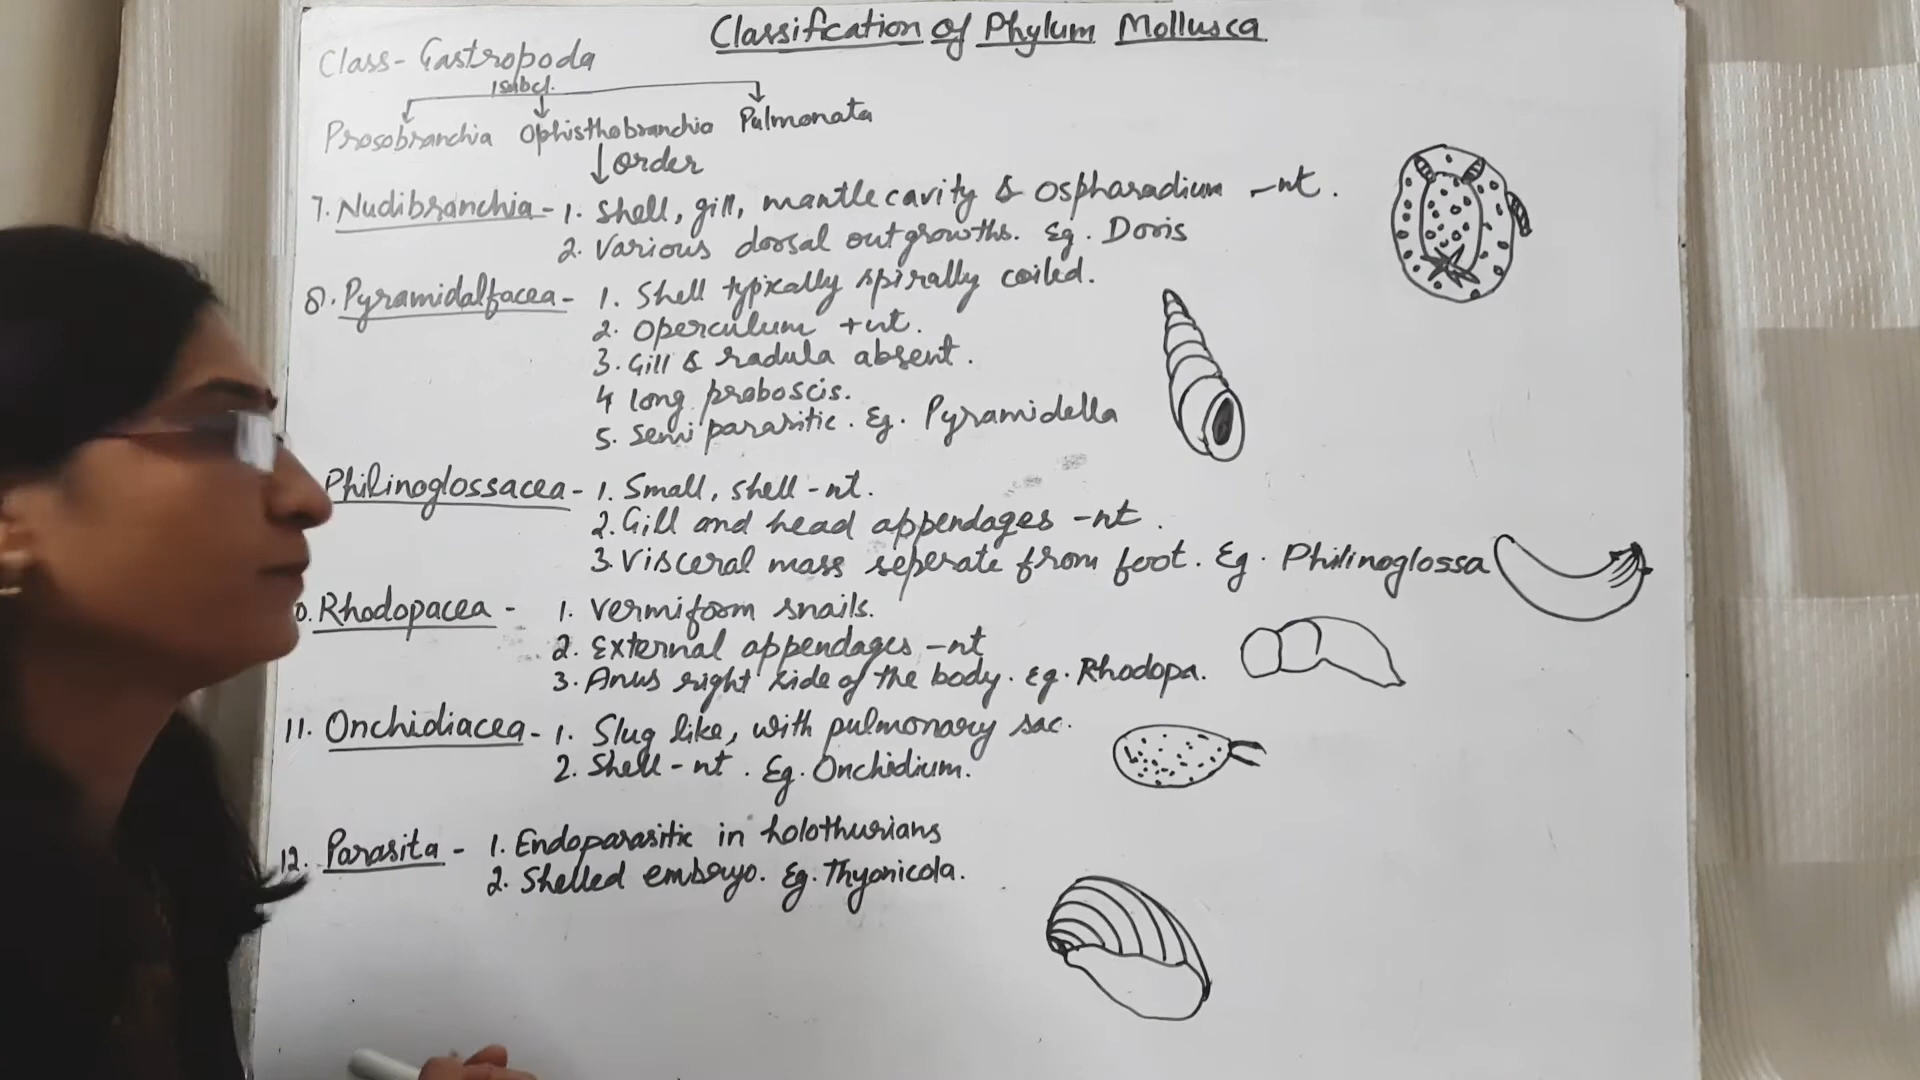 Classification of Phylum Mollusca
Class- Gastropoda
Subcl.
Prosobranchia Ophisthobranchia Pulmonata
order
7. Nudibranchia - 1. Shell, gill, mantle cavity & Ospharadium -nt.
2. Various dorsal outgrowths. Eg. Doris
8. Pyramidalfacea - 1. Shell typically spirally coiled.
2. Operculum +nt.
3. Gill & radula absent.
4 long proboscis.
5. Semi parasitic. Eg. Pyramidella
Philinoglossacea - 1. Small, shell -nt.
2. Gill and head appendages -nt.
3. Visceral mass seperate from foot. Eg. Philinoglossa
0. Rhodopacea - 1. Vermiform snails.
2. External appendages -nt
3. Anus right side of the body. Eg. Rhodopa.
11. Onchidiacea - 1. Slug like, with pulmonary sac.
2. Shell -nt. Eg. Onchidium.
12. Parasita - 1. Endoparasitic in holothurians
2. Shelled embryo. Eg. Thyonicola.